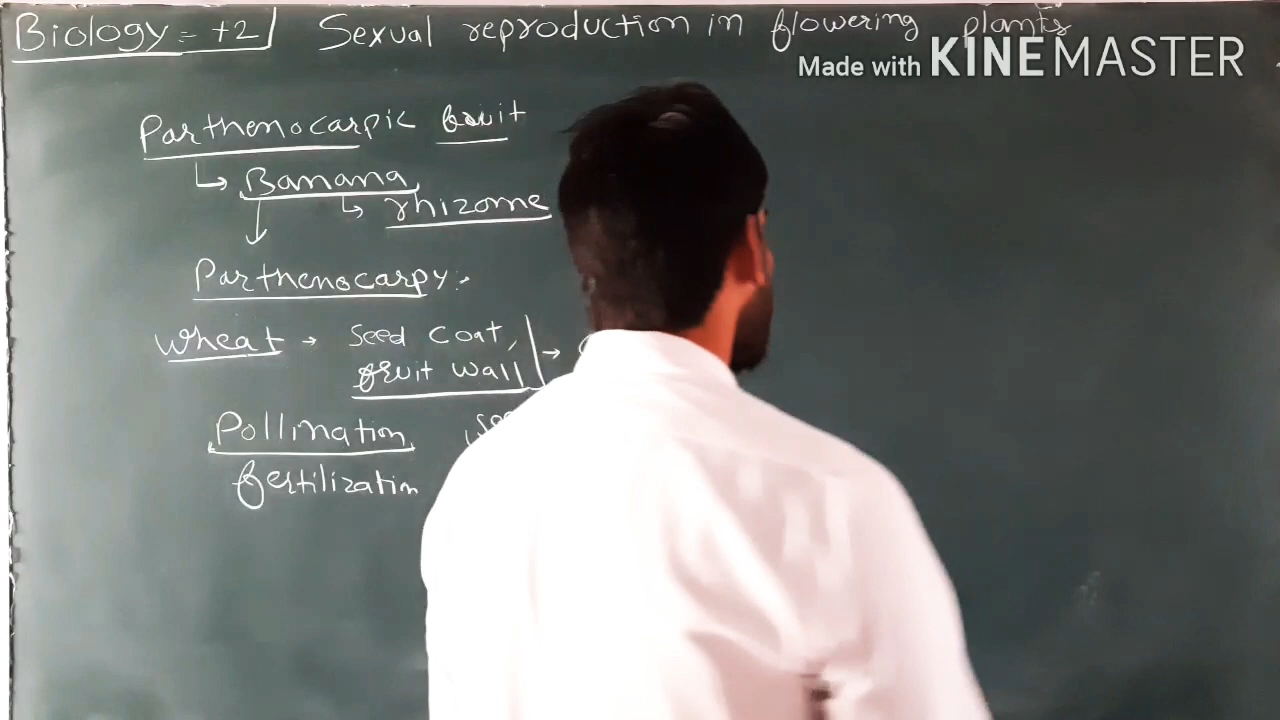 Biology = +2 Sexual reproduction in flowering plants
Made with KINEMASTER
Parthenocarpic fruit
↳ Banana
↳ rhizome
Parthenocarpy :-
Wheat → Seed Coat,
fruit wall →
Pollination
fertilization